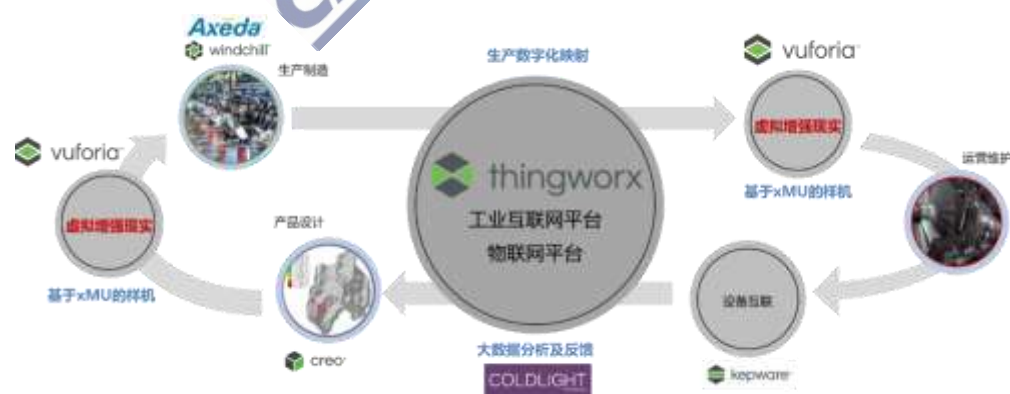 Axeda
windchill
生产制造
生产数字化映射
vuforia
虚拟增强现实
基于xMU的样机
运营维护
vuforia
虚拟增强现实
基于xMU的样机
thingworx
工业互联网平台
物联网平台
产品设计
creo
设备互联
kepware
大数据分析及反馈
COLDLIGHT